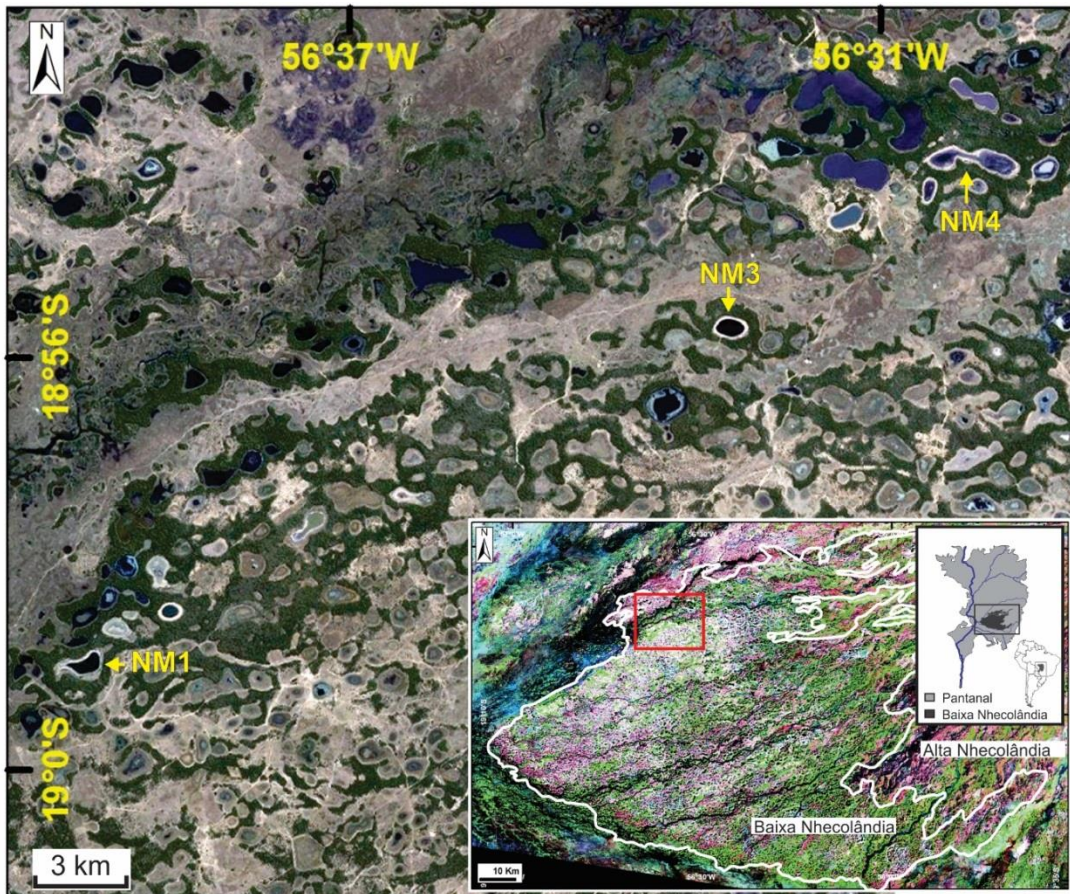 N
56°37'W
56°31'W
NM4
NM3
18°56'S
NM1
19°0'S
3 km
N
Pantanal
Baixa Nhecolândia
Alta Nhecolândia
Baixa Nhecolândia
10 Km